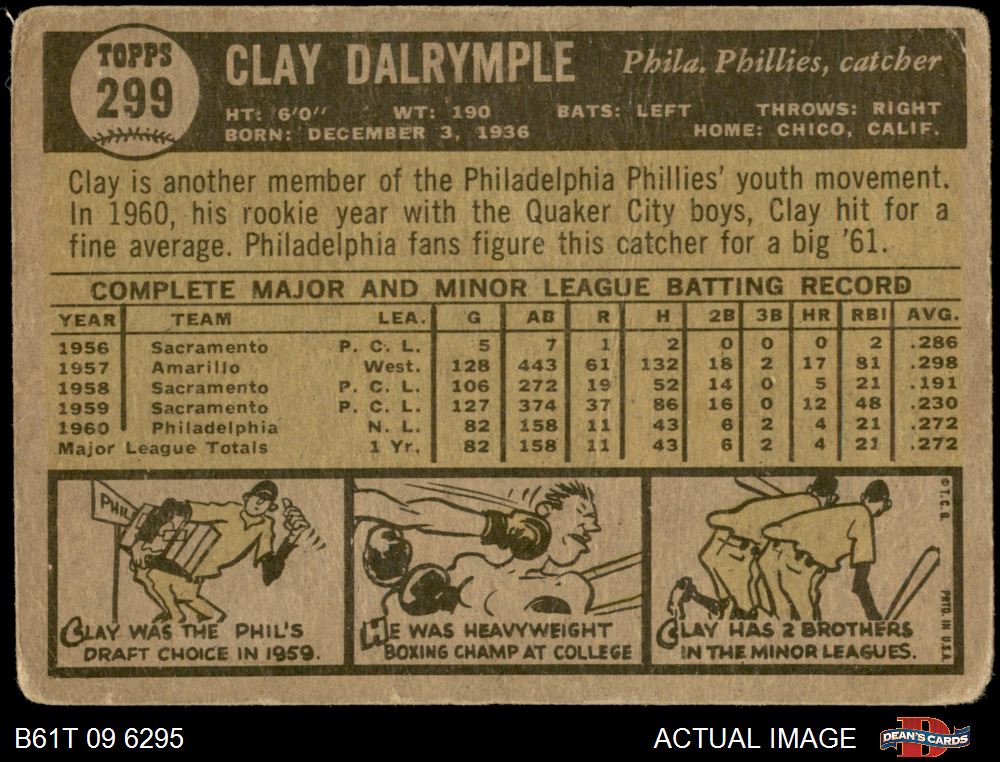 TOPPS
299
CLAY DALRYMPLE Phila. Phillies, catcher
HT: 6'0" WT: 190 BATS: LEFT THROWS: RIGHT
BORN: DECEMBER 3, 1936 HOME: CHICO, CALIF.
Clay is another member of the Philadelphia Phillies' youth movement.
In 1960, his rookie year with the Quaker City boys, Clay hit for a
fine average. Philadelphia fans figure this catcher for a big '61.
COMPLETE MAJOR AND MINOR LEAGUE BATTING RECORD
YEAR TEAM LEA. G AB R H 2B 3B HR RBI AVG.
1956 Sacramento P. C. L. 5 7 1 2 0 0 0 2 .286
1957 Amarillo West. 128 443 61 132 18 2 17 81 .298
1958 Sacramento P. C. L. 106 272 19 52 14 0 5 21 .191
1959 Sacramento P. C. L. 127 374 37 86 16 0 12 48 .230
1960 Philadelphia N. L. 82 158 11 43 6 2 4 21 .272
Major League Totals 1 Yr. 82 158 11 43 6 2 4 21 .272
PHIL
CLAY WAS THE PHIL'S
DRAFT CHOICE IN 1959.
HE WAS HEAVYWEIGHT
BOXING CHAMP AT COLLEGE
CLAY HAS 2 BROTHERS
IN THE MINOR LEAGUES.
© T. C. G.
PRTD. IN U.S.A.
B61T 09 6295 ACTUAL IMAGE
D
DEAN'S CARDS